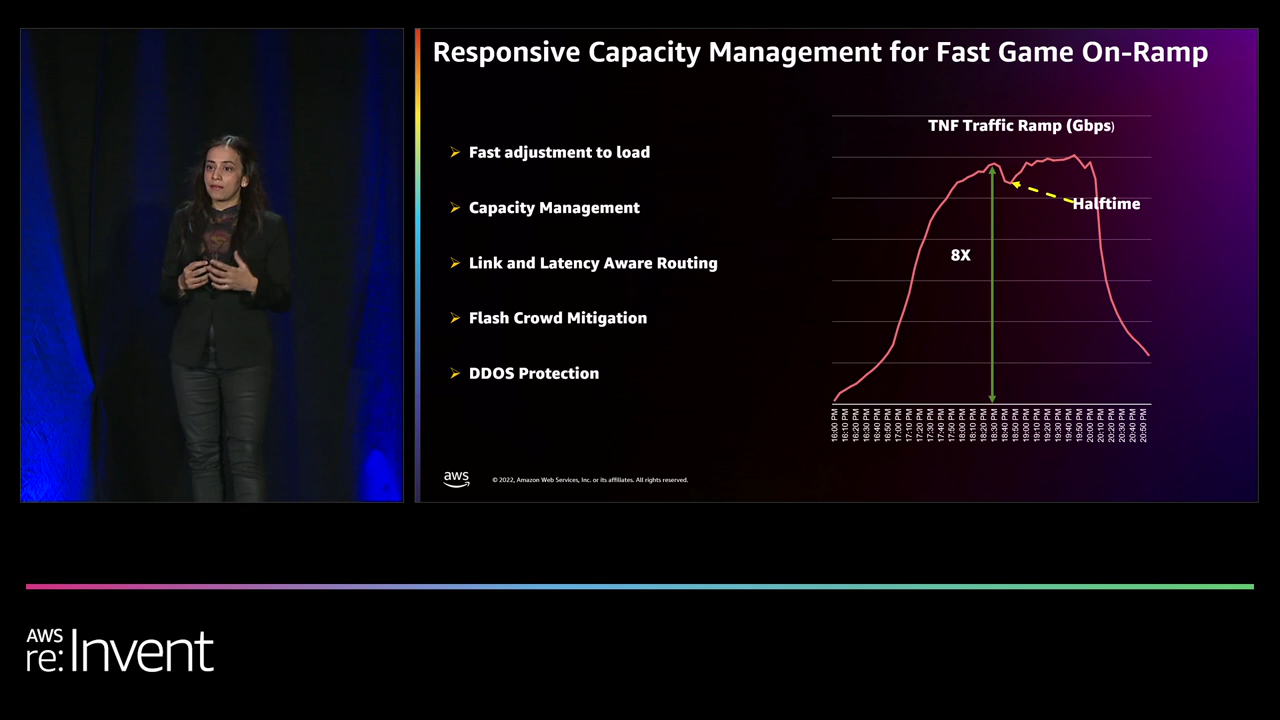 Responsive Capacity Management for Fast Game On-Ramp
Fast adjustment to load
Capacity Management
Link and Latency Aware Routing
Flash Crowd Mitigation
DDOS Protection
TNF Traffic Ramp (Gbps)
Halftime
8X
16:00 PM
16:10 PM
16:20 PM
16:30 PM
16:40 PM
16:50 PM
17:00 PM
17:10 PM
17:20 PM
17:30 PM
17:40 PM
17:50 PM
18:00 PM
18:10 PM
18:20 PM
18:30 PM
18:40 PM
18:50 PM
19:00 PM
19:10 PM
19:20 PM
19:30 PM
19:40 PM
19:50 PM
20:00 PM
20:10 PM
20:20 PM
20:30 PM
20:40 PM
20:50 PM
aws
© 2022, Amazon Web Services, Inc. or its affiliates. All rights reserved.
AWS
re:Invent